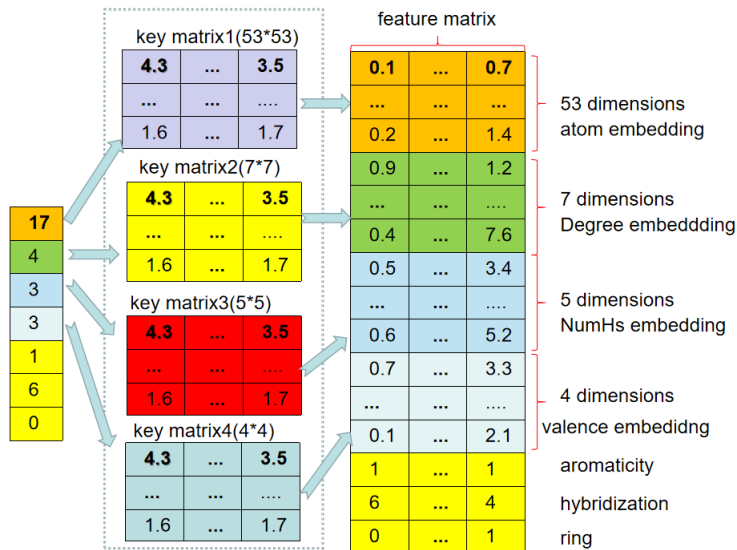 17
4
3
3
1
6
0
key matrix1(53*53)
4.3 ... 3.5
... ... ....
1.6 ... 1.7
key matrix2(7*7)
4.3 ... 3.5
... ... ....
1.6 ... 1.7
key matrix3(5*5)
4.3 ... 3.5
... ... ....
1.6 ... 1.7
key matrix4(4*4)
4.3 ... 3.5
... ... ....
1.6 ... 1.7
feature matrix
0.1 ... 0.7
... ... ...
0.2 ... 1.4
0.9 ... 1.2
... ... ....
0.4 ... 7.6
0.5 ... 3.4
... ... ....
0.6 ... 5.2
0.7 ... 3.3
... ... ....
0.1 ... 2.1
1 ... 1
6 ... 4
0 ... 1
53 dimensions
atom embedding
7 dimensions
Degree embeddding
5 dimensions
NumHs embedding
4 dimensions
valence embedidng
aromaticity
hybridization
ring